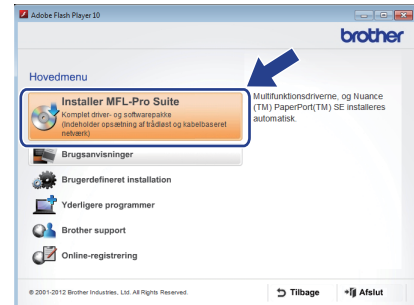 Adobe Flash Player 10
brother
Hovedmenu
Installer MFL-Pro Suite
Komplet driver- og softwarepakke
(Indeholder opsætning af trådløst og kabelbaseret
netværk)
Multifunktionsdriverne, og Nuance
(TM) PaperPort(TM) SE installeres
automatisk.
Brugsanvisninger
Brugerdefineret installation
Yderligere programmer
Brother support
Online-registrering
© 2001-2012 Brother Industries, Ltd. All Rights Reserved.
Tilbage
Afslut